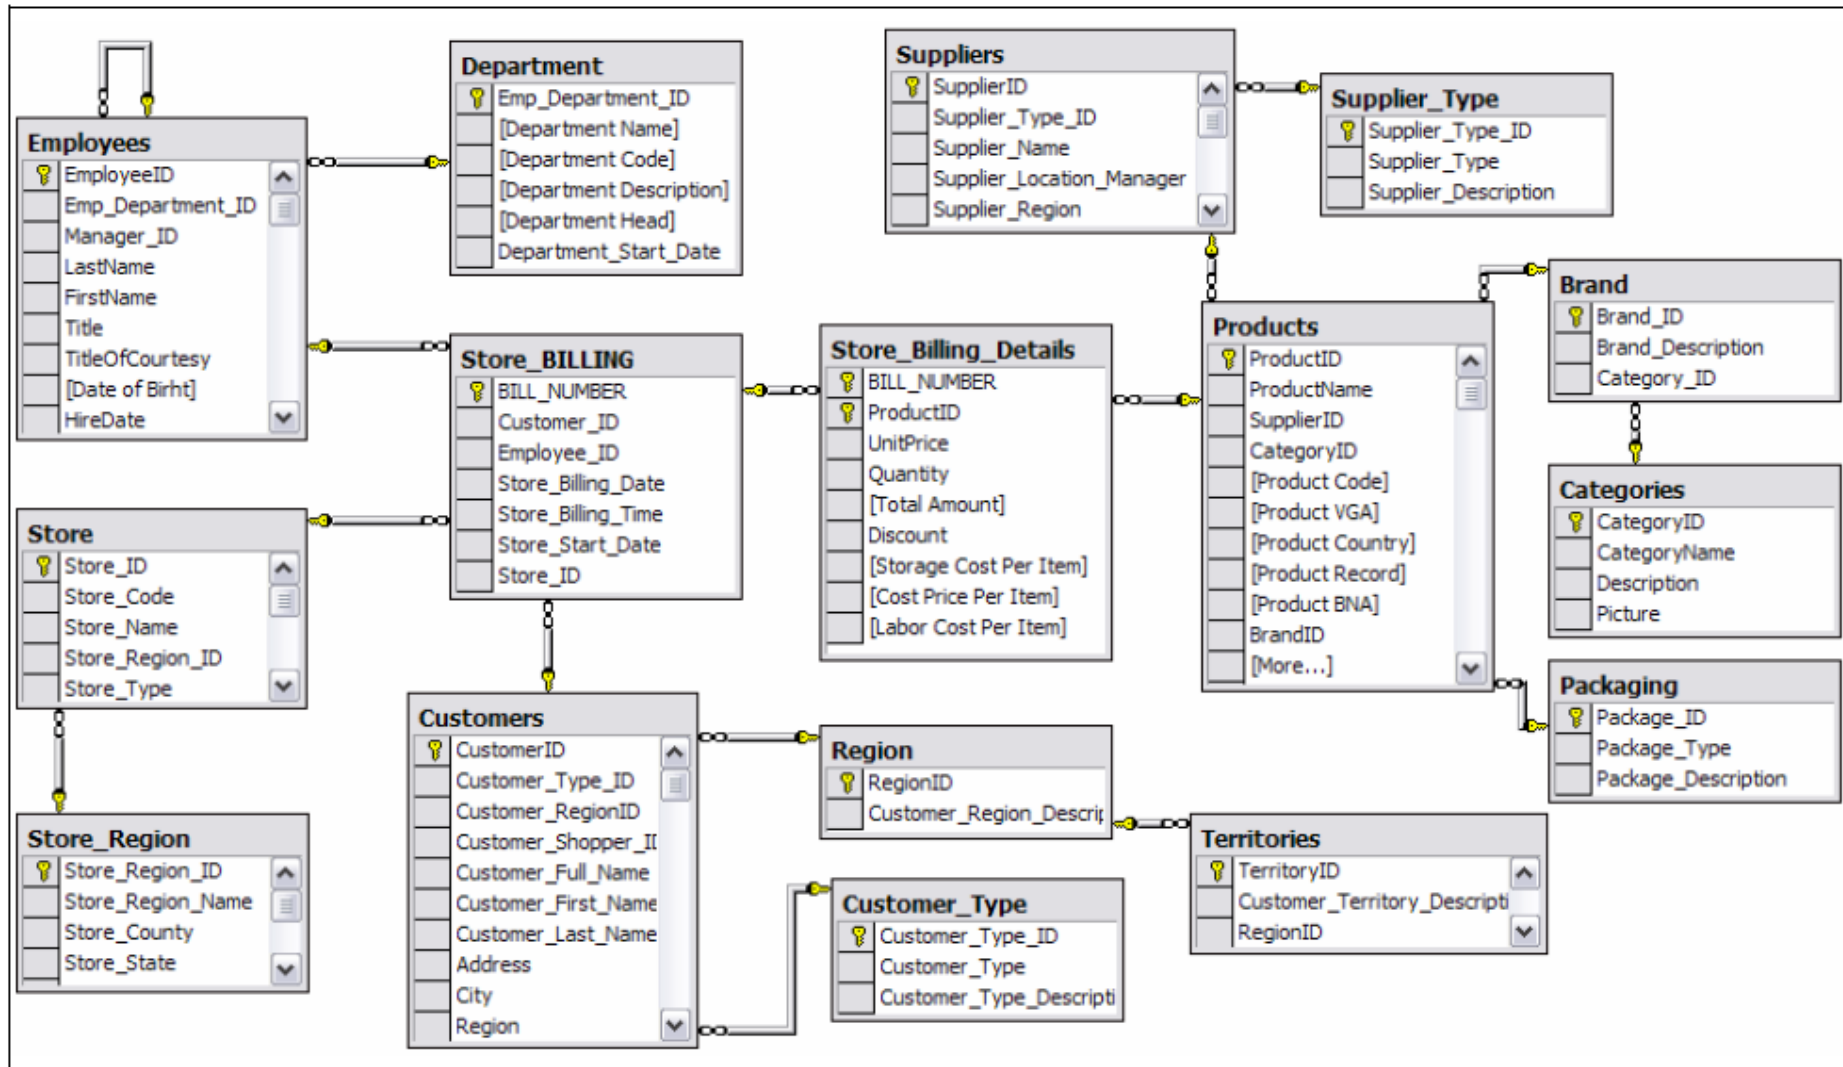 Employees
EmployeeID
Emp_Department_ID
Manager_ID
LastName
FirstName
Title
TitleOfCourtesy
[Date of Birht]
HireDate
Department
Emp_Department_ID
[Department Name]
[Department Code]
[Department Description]
[Department Head]
Department_Start_Date
Suppliers
SupplierID
Supplier_Type_ID
Supplier_Name
Supplier_Location_Manager
Supplier_Region
Supplier_Type
Supplier_Type_ID
Supplier_Type
Supplier_Description
Store_BILLING
BILL_NUMBER
Customer_ID
Employee_ID
Store_Billing_Date
Store_Billing_Time
Store_Start_Date
Store_ID
Store_Billing_Details
BILL_NUMBER
ProductID
UnitPrice
Quantity
[Total Amount]
Discount
[Storage Cost Per Item]
[Cost Price Per Item]
[Labor Cost Per Item]
Products
ProductID
ProductName
SupplierID
CategoryID
[Product Code]
[Product VGA]
[Product Country]
[Product Record]
[Product BNA]
BrandID
[More...]
Brand
Brand_ID
Brand_Description
Category_ID
Categories
CategoryID
CategoryName
Description
Picture
Packaging
Package_ID
Package_Type
Package_Description
Store
Store_ID
Store_Code
Store_Name
Store_Region_ID
Store_Type
Store_Region
Store_Region_ID
Store_Region_Name
Store_County
Store_State
Customers
CustomerID
Customer_Type_ID
Customer_RegionID
Customer_Shopper_ID
Customer_Full_Name
Customer_First_Name
Customer_Last_Name
Address
City
Region
Region
RegionID
Customer_Region_Descrip
Customer_Type
Customer_Type_ID
Customer_Type
Customer_Type_Descripti
Territories
TerritoryID
Customer_Territory_Descripti
RegionID